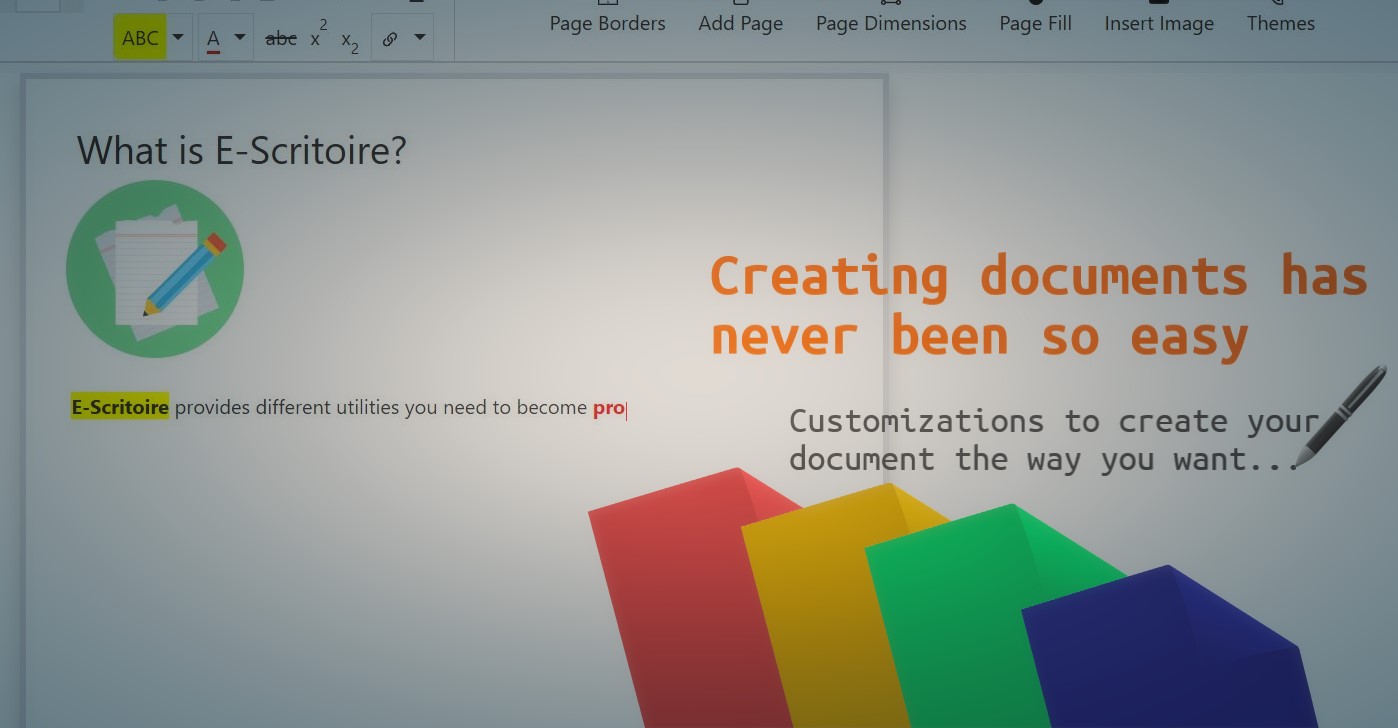 ABC A abc x2 x2
Page Borders Add Page Page Dimensions Page Fill Insert Image Themes
What is E-Scritoire?
E-Scritoire provides different utilities you need to become pro
Creating documents has
never been so easy
Customizations to create your
document the way you want...